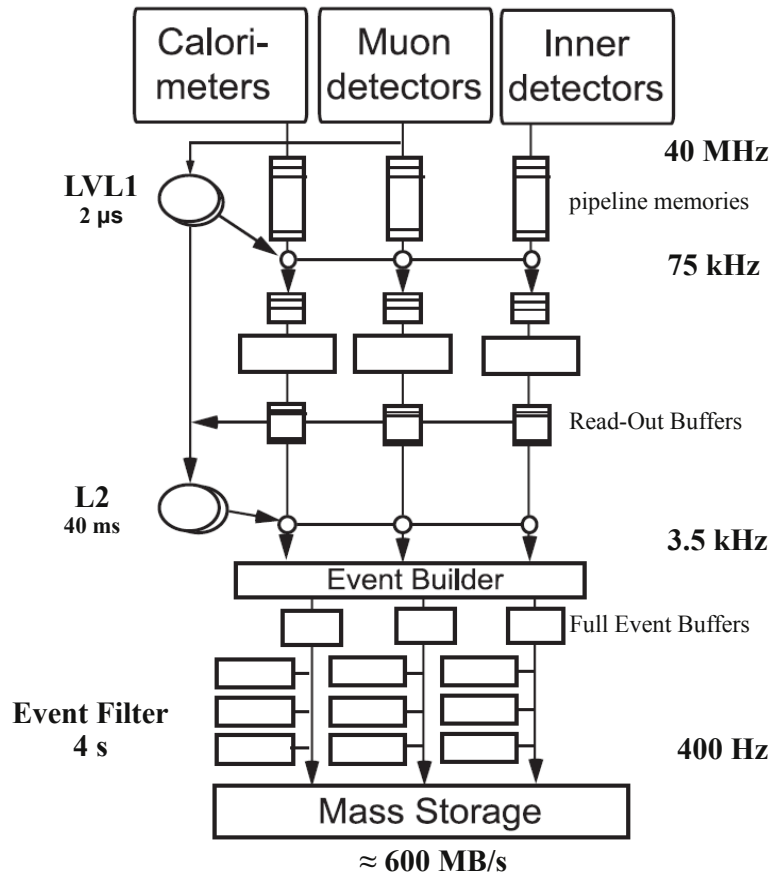 Calori-
meters
Muon
detectors
Inner
detectors
40 MHz
LVL1
2 µs
pipeline memories
75 kHz
Read-Out Buffers
L2
40 ms
3.5 kHz
Event Builder
Full Event Buffers
Event Filter
4 s
400 Hz
Mass Storage
≈ 600 MB/s